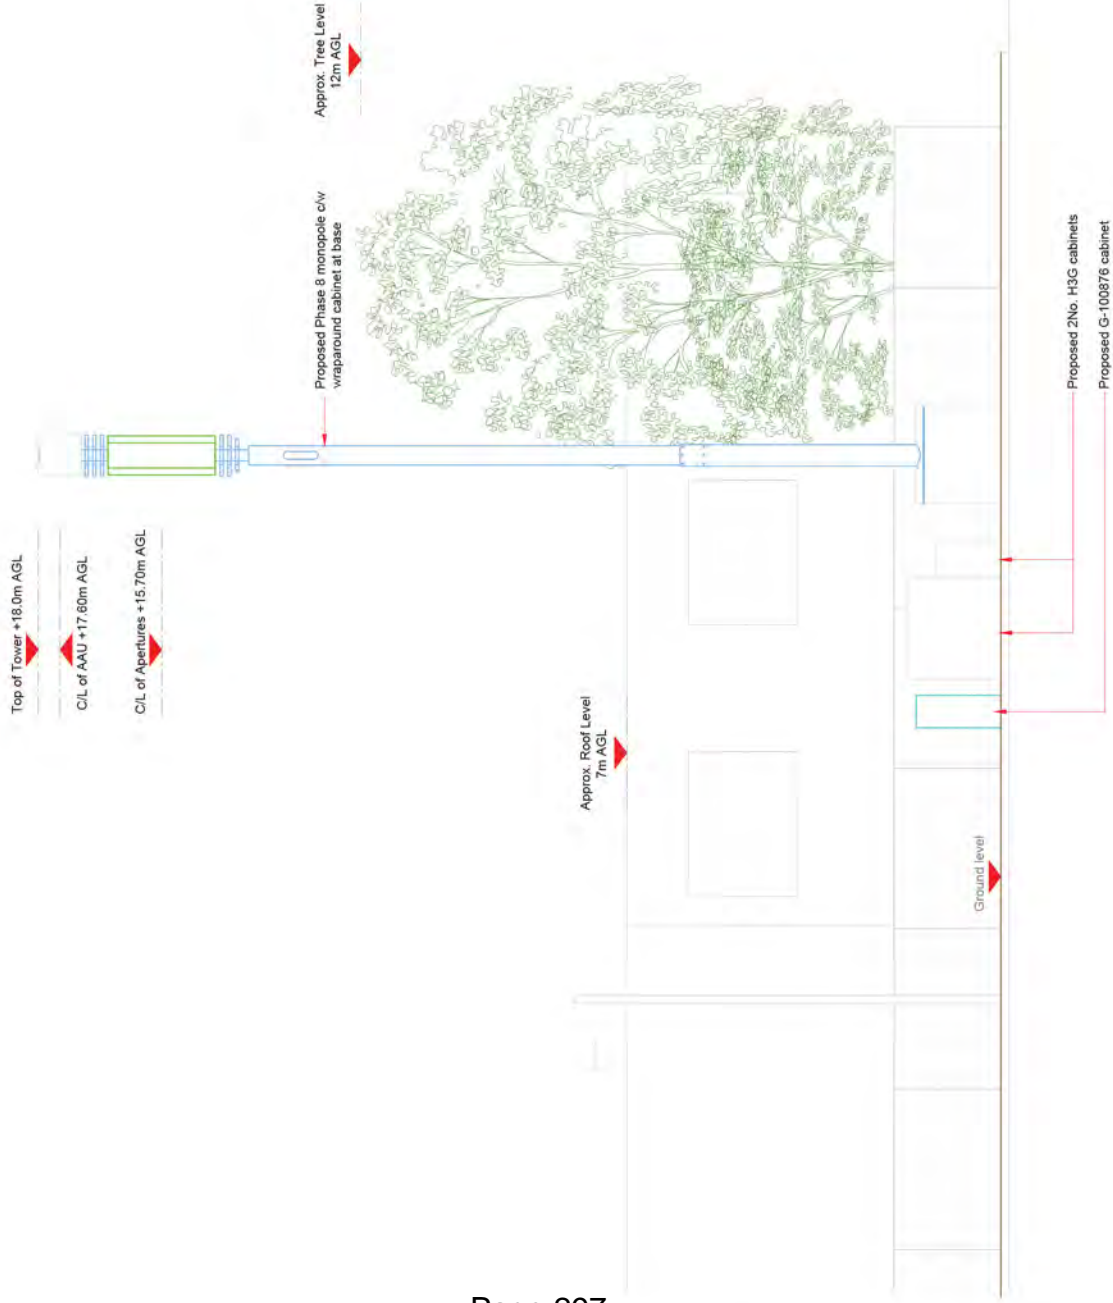 Approx. Tree Level
12m AGL
Proposed Phase 8 monopole c/w
wraparound cabinet at base
Top of Tower +18.0m AGL
C/L of AAU +17.60m AGL
C/L of Apertures +15.70m AGL
Approx. Roof Level
7m AGL
Ground level
Proposed 2No. H3G cabinets
Proposed G-100876 cabinet